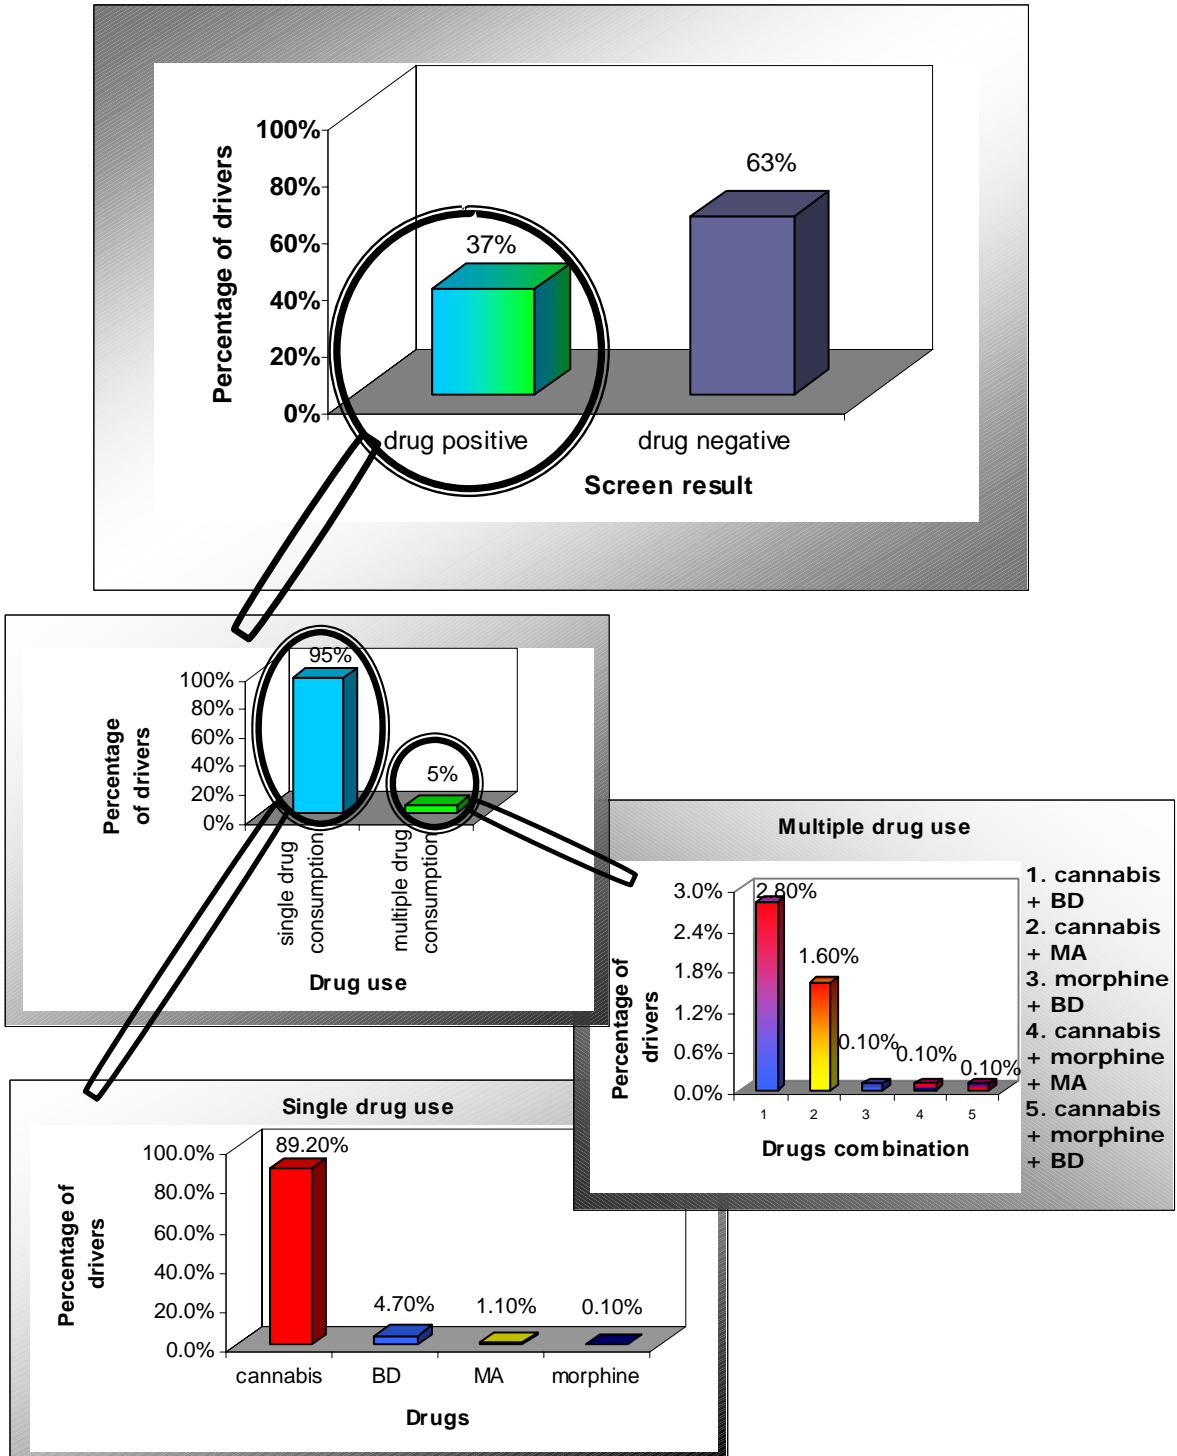 Percentage of drivers
100%
80%
60%
40%
20%
0%
37%
63%
drug positive
drug negative
Screen result
Percentage
of drivers
100%
80%
60%
40%
20%
0%
95%
5%
single drug
consumption
multiple drug
consumption
Drug use
Multiple drug use
Percentage of
drivers
3.0%
2.4%
1.8%
1.2%
0.6%
0.0%
2.80%
1.60%
0.10%
0.10%
0.10%
1
2
3
4
5
Drugs combination
1. cannabis
+ BD
2. cannabis
+ MA
3. morphine
+ BD
4. cannabis
+ morphine
+ MA
5. cannabis
+ morphine
+ BD
Single drug use
Percentage of
drivers
100.0%
80.0%
60.0%
40.0%
20.0%
0.0%
89.20%
4.70%
1.10%
0.10%
cannabis
BD
MA
morphine
Drugs